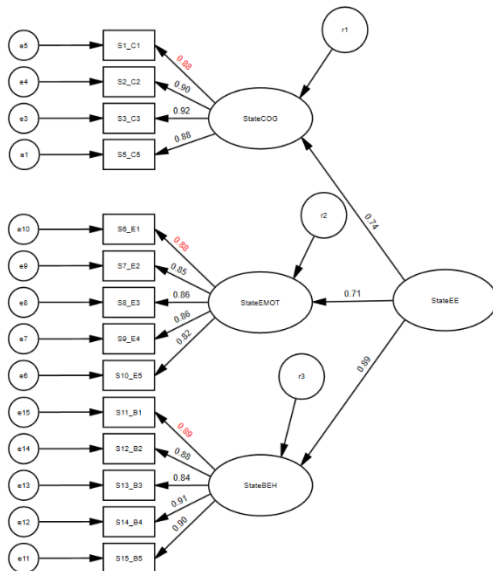 e5 S1_C1 0.88 r1
e4 S2_C2 0.90
e3 S3_C3 0.92 StateCOG
e1 S5_C5 0.88
0.74
e10 S6_E1 0.88 r2
e9 S7_E2 0.85
e8 S8_E3 0.86 StateEMOT 0.71 StateEE
e7 S9_E4 0.86
e6 S10_E5 0.82
0.89
e15 S11_B1 0.89 r3
e14 S12_B2 0.88
e13 S13_B3 0.84 StateBEH
e12 S14_B4 0.91
e11 S15_B5 0.90